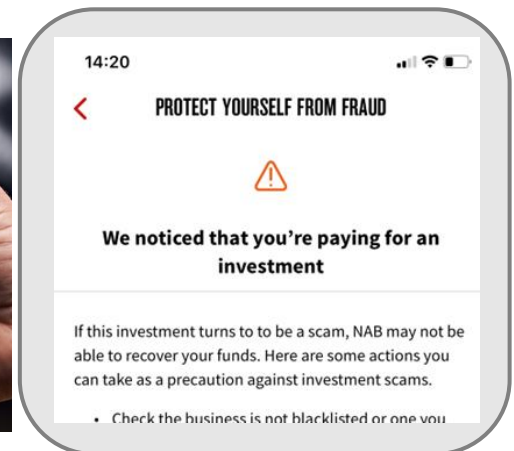 14:20
PROTECT YOURSELF FROM FRAUD
We noticed that you're paying for an
investment
If this investment turns to to be a scam, NAB may not be
able to recover your funds. Here are some actions you
can take as a precaution against investment scams.
• Check the business is not blacklisted or one you